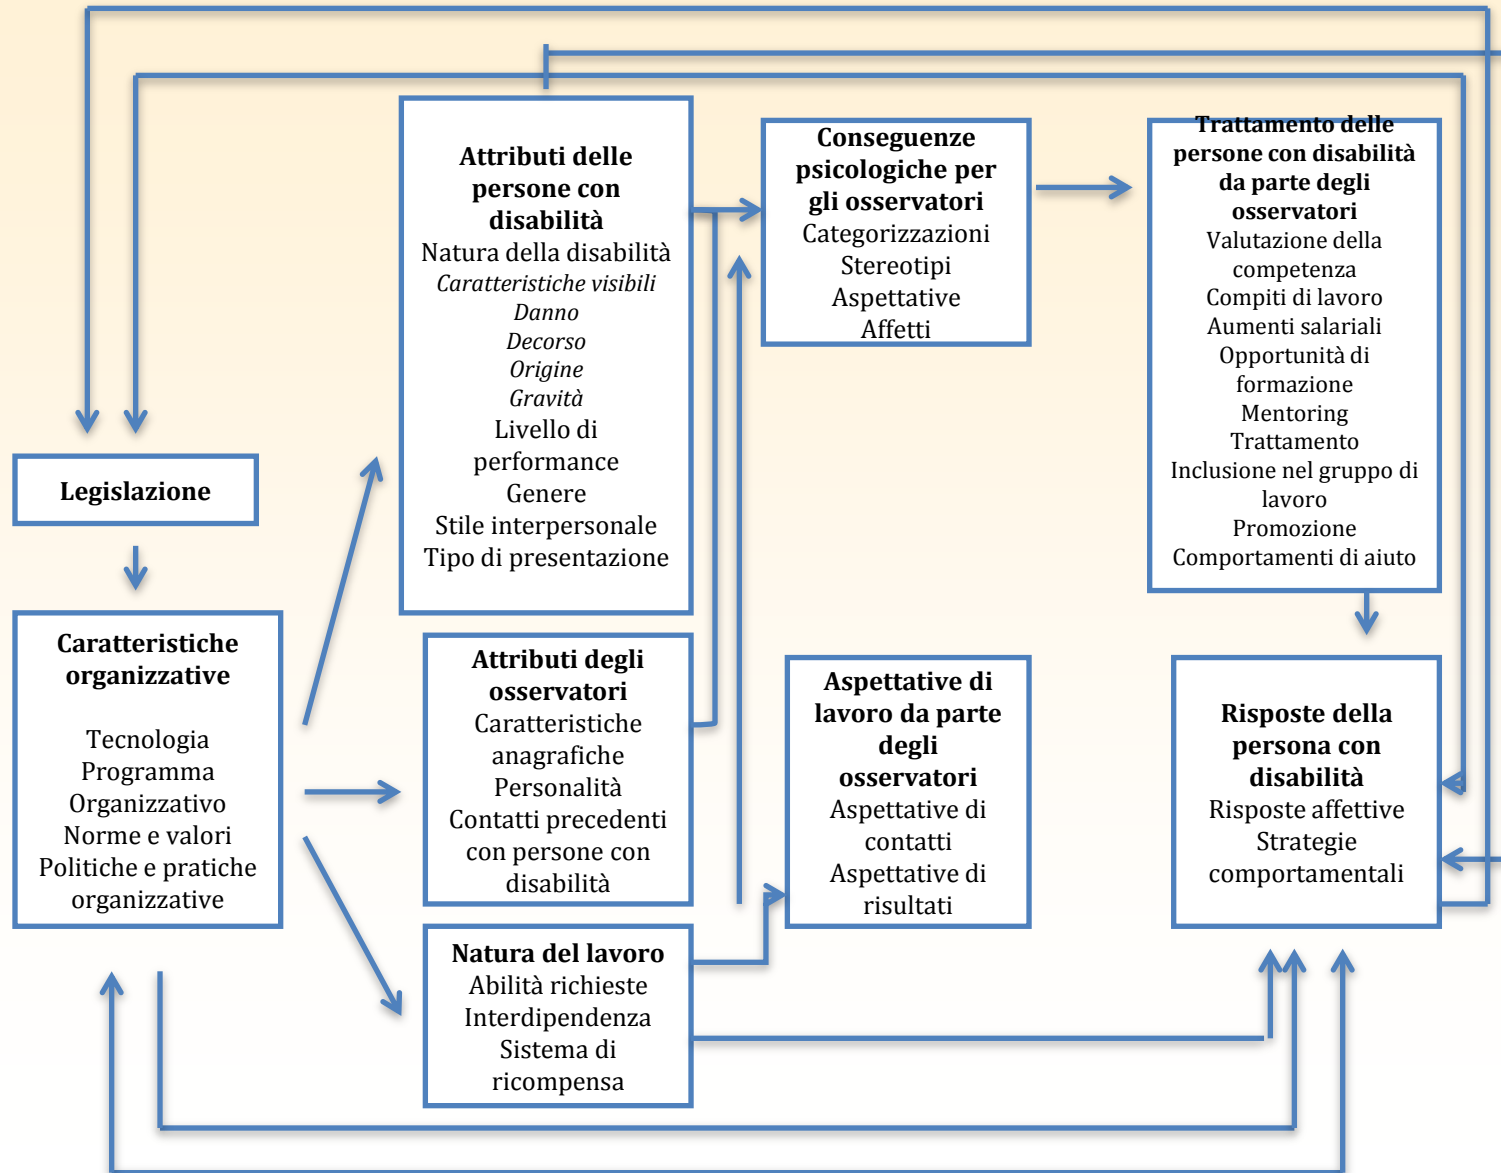 Legislazione
Caratteristiche
organizzative
Tecnologia
Programma
Organizzativo
Norme e valori
Politiche e pratiche
organizzative
Attributi delle
persone con
disabilità
Natura della disabilità
Caratteristiche visibili
Danno
Decorso
Origine
Gravità
Livello di
performance
Genere
Stile interpersonale
Tipo di presentazione
Attributi degli
osservatori
Caratteristiche
anagrafiche
Personalità
Contatti precedenti
con persone con
disabilità
Natura del lavoro
Abilità richieste
Interdipendenza
Sistema di
ricompensa
Conseguenze
psicologiche per
gli osservatori
Categorizzazioni
Stereotipi
Aspettative
Affetti
Aspettative di
lavoro da parte
degli
osservatori
Aspettative di
contatti
Aspettative di
risultati
Trattamento delle
persone con disabilità
da parte degli
osservatori
Valutazione della
competenza
Compiti di lavoro
Aumenti salariali
Opportunità di
formazione
Mentoring
Trattamento
Inclusione nel gruppo di
lavoro
Promozione
Comportamenti di aiuto
Risposte della
persona con
disabilità
Risposte affettive
Strategie
comportamentali